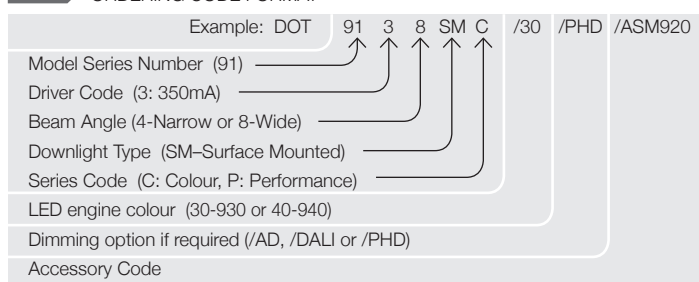 ORDERING CODE FORMAT
Example: DOT 91 3 8 SM C /30 /PHD /ASM920
Model Series Number (91)
Driver Code (3: 350mA)
Beam Angle (4-Narrow or 8-Wide)
Downlight Type (SM–Surface Mounted)
Series Code (C: Colour, P: Performance)
LED engine colour (30-930 or 40-940)
Dimming option if required (/AD, /DALI or /PHD)
Accessory Code